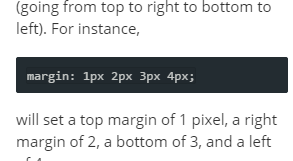 (going from top to right to bottom to
left). For instance,
margin: 1px 2px 3px 4px;
will set a top margin of 1 pixel, a right
margin of 2, a bottom of 3, and a left